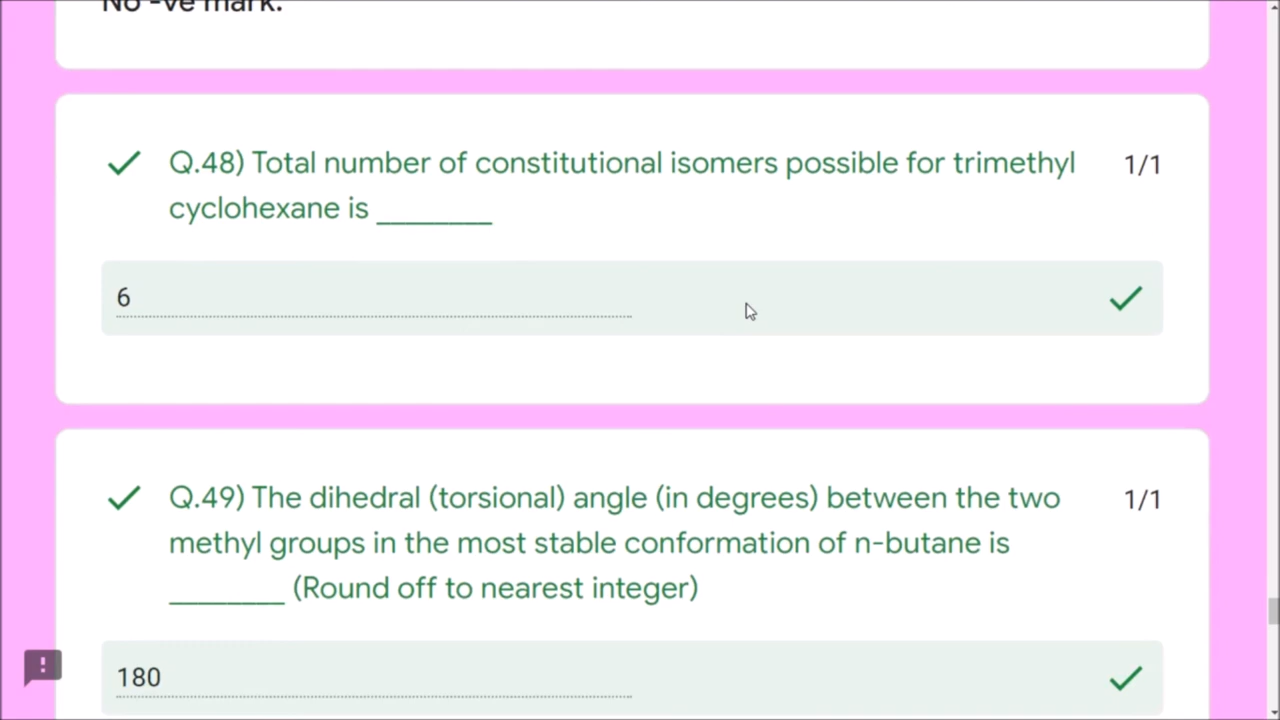 No -ve mark.
Q.48) Total number of constitutional isomers possible for trimethyl
1/1
cyclohexane is ________
6
Q.49) The dihedral (torsional) angle (in degrees) between the two
1/1
methyl groups in the most stable conformation of n-butane is
________ (Round off to nearest integer)
180